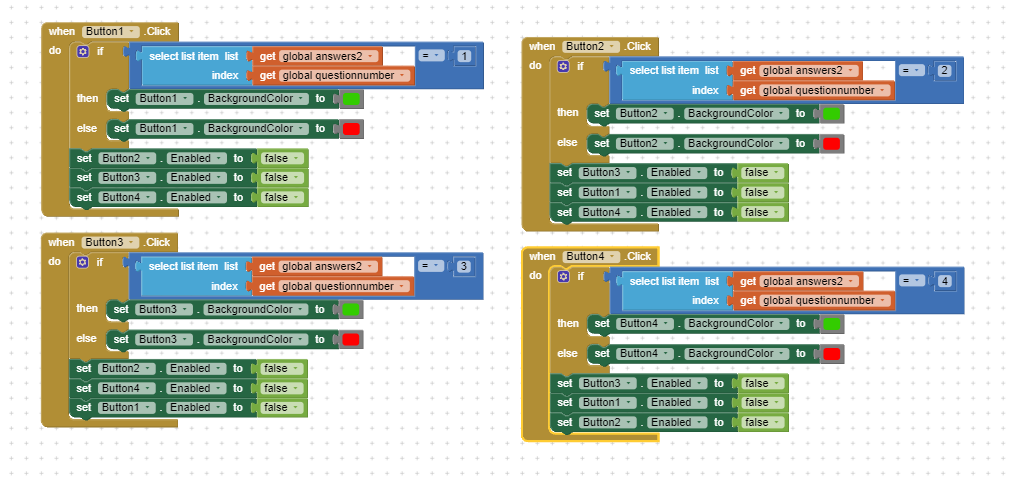 when Button1 .Click
do if select list item list get global answers2 = 1
index get global questionnumber
then set Button1 . BackgroundColor to
else set Button1 . BackgroundColor to
set Button2 . Enabled to false
set Button3 . Enabled to false
set Button4 . Enabled to false
when Button2 .Click
do if select list item list get global answers2 = 2
index get global questionnumber
then set Button2 . BackgroundColor to
else set Button2 . BackgroundColor to
set Button3 . Enabled to false
set Button1 . Enabled to false
set Button4 . Enabled to false
when Button3 .Click
do if select list item list get global answers2 = 3
index get global questionnumber
then set Button3 . BackgroundColor to
else set Button3 . BackgroundColor to
set Button2 . Enabled to false
set Button4 . Enabled to false
set Button1 . Enabled to false
when Button4 .Click
do if select list item list get global answers2 = 4
index get global questionnumber
then set Button4 . BackgroundColor to
else set Button4 . BackgroundColor to
set Button3 . Enabled to false
set Button1 . Enabled to false
set Button2 . Enabled to false